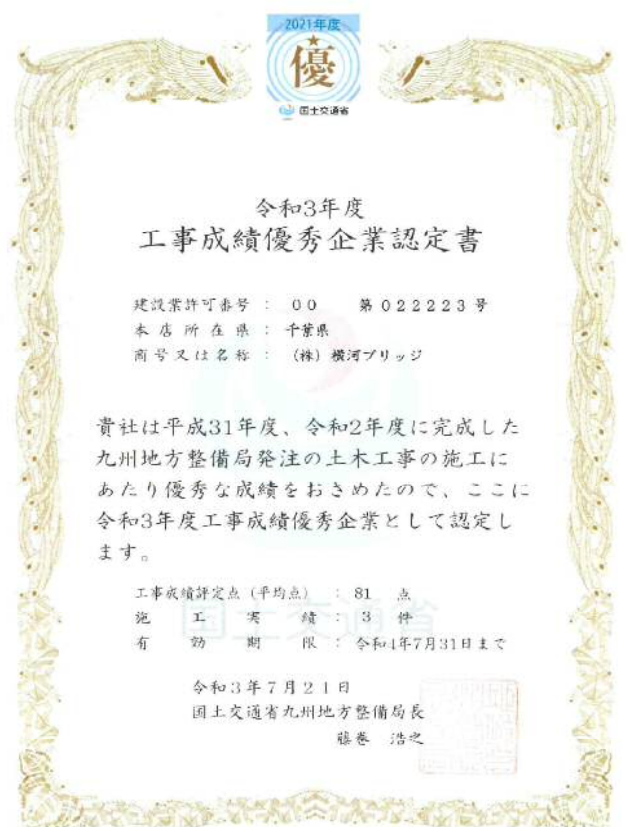 2021年度
優
国土交通省
令和3年度
工事成績優秀企業認定書
建設業許可番号 : 00 第022223号
本店所在県 : 千葉県
商号又は名称 : (株)横河ブリッジ
貴社は平成31年度、令和2年度に完成した
九州地方整備局発注の土木工事の施工に
あたり優秀な成績をおさめたので、ここに
令和3年度工事成績優秀企業として認定し
ます。
工事成績評定点(平均点) : 81 点
施工実績 : 3 件
国土交通省
有効期限 : 令和4年7月31日まで
令和3年7月21日
国土交通省九州地方整備局長
藤巻 浩之